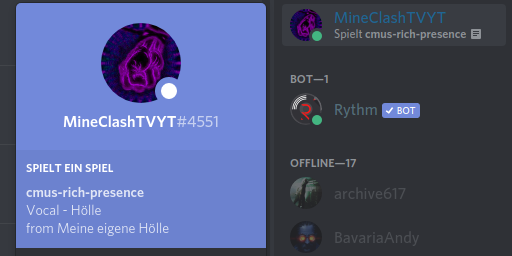 MineClashTVYT#4551
SPIELT EIN SPIEL
cmus-rich-presence
Vocal - Hölle
from Meine eigene Hölle
MineClashTVYT
Spielt cmus-rich-presence
BOT—1
Rythm BOT
OFFLINE—17
archive617
BavariaAndy